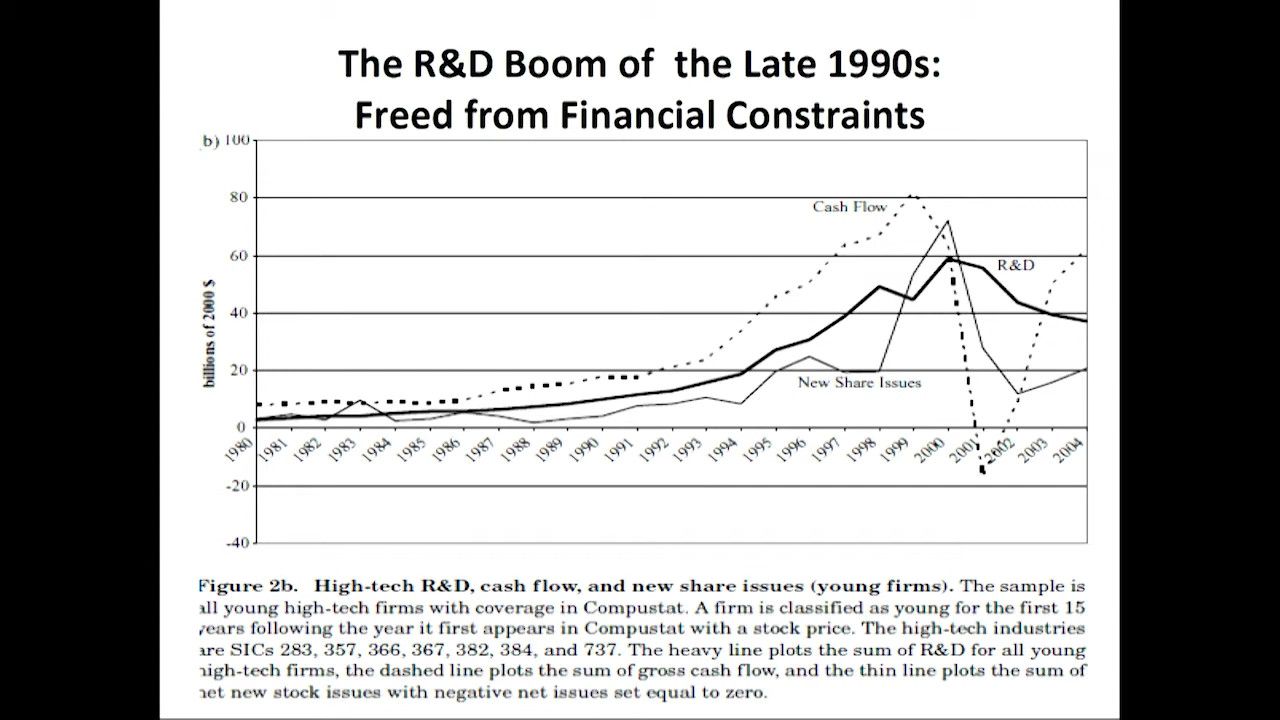 The R&D Boom of the Late 1990s:
Freed from Financial Constraints
b) 100
80
60
40
20
0
-20
-40
billions of 2000 $
Cash Flow
R&D
New Share Issues
1980 1981 1982 1983 1984 1985 1986 1987 1988 1989 1990 1991 1992 1993 1994 1995 1996 1997 1998 1999 2000 2001 2002 2003 2004
Figure 2b. High-tech R&D, cash flow, and new share issues (young firms). The sample is
all young high-tech firms with coverage in Compustat. A firm is classified as young for the first 15
years following the year it first appears in Compustat with a stock price. The high-tech industries
are SICs 283, 357, 366, 367, 382, 384, and 737. The heavy line plots the sum of R&D for all young
high-tech firms, the dashed line plots the sum of gross cash flow, and the thin line plots the sum of
net new stock issues with negative net issues set equal to zero.